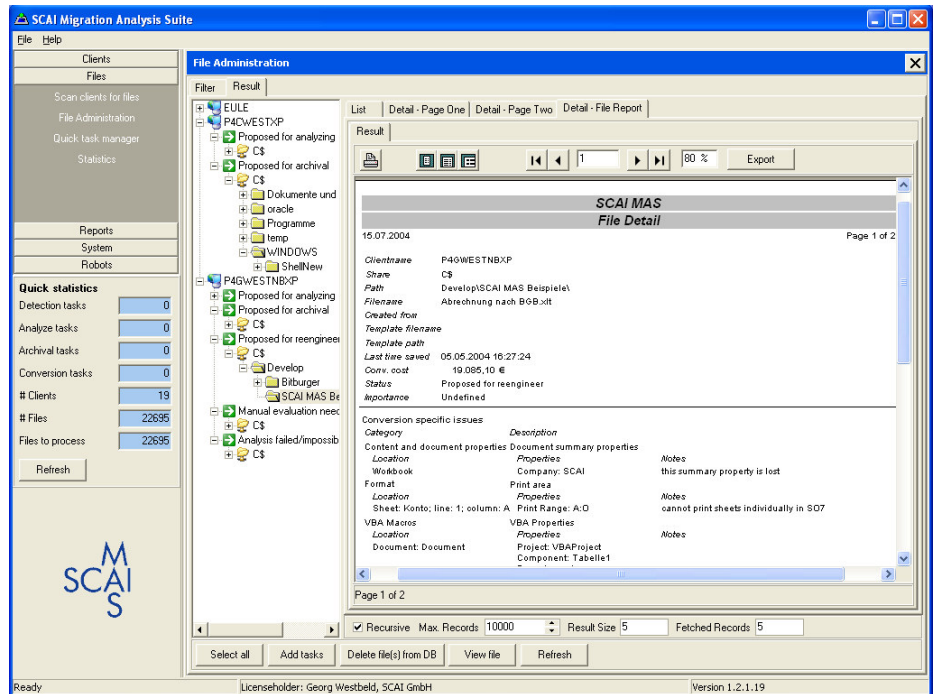 SCAI Migration Analysis Suite
File Help
Clients
Files
Scan clients for files
File Administration
Quick task manager
Statistics
Reports
System
Robots
Quick statistics
Detection tasks 0
Analyze tasks 0
Archival tasks 0
Conversion tasks 0
# Clients 19
# Files 22695
Files to process 22695
Refresh
SCAI
MAS
File Administration
Filter Result
EULE
P4CWESTXP
Proposed for analyzing
C$
Proposed for archival
C$
Dokumente und
oracle
Programme
temp
WINDOWS
ShellNew
P4GWESTNBXP
Proposed for analyzing
Proposed for archival
C$
Proposed for reengineer
C$
Develop
Bitburger
SCAI MAS Be
Manual evaluation need
C$
Analysis failed/impossib
C$
List Detail - Page One Detail - Page Two Detail - File Report
Result
1 80 % Export
SCAI MAS
File Detail
15.07.2004 Page 1 of 2
Clientname P4GWESTNBXP
Share C$
Path Develop\SCAI MAS Beispiele\
Filename Abrechnung nach BGB.xlt
Created from
Template filename
Template path
Last time saved 05.05.2004 16:27:24
Conv. cost 19.085,10 €
Status Proposed for reengineer
Importance Undefined
Conversion specific issues
Category Description
Content and document properties Document summary properties
Location Properties Notes
Workbook Company: SCAI this summary property is lost
Format Print area
Location Properties Notes
Sheet: Konto; line: 1; column: A Print Range: A:O cannot print sheets individually in SO7
VBA Macros VBA Properties
Location Properties Notes
Document: Document Project: VBAProject
Component: Tabelle1
Page 1 of 2
Recursive Max. Records 10000 Result Size 5 Fetched Records 5
Select all Add tasks Delete file(s) from DB View file Refresh
Ready Licenseholder: Georg Westbeld, SCAI GmbH Version 1.2.1.19